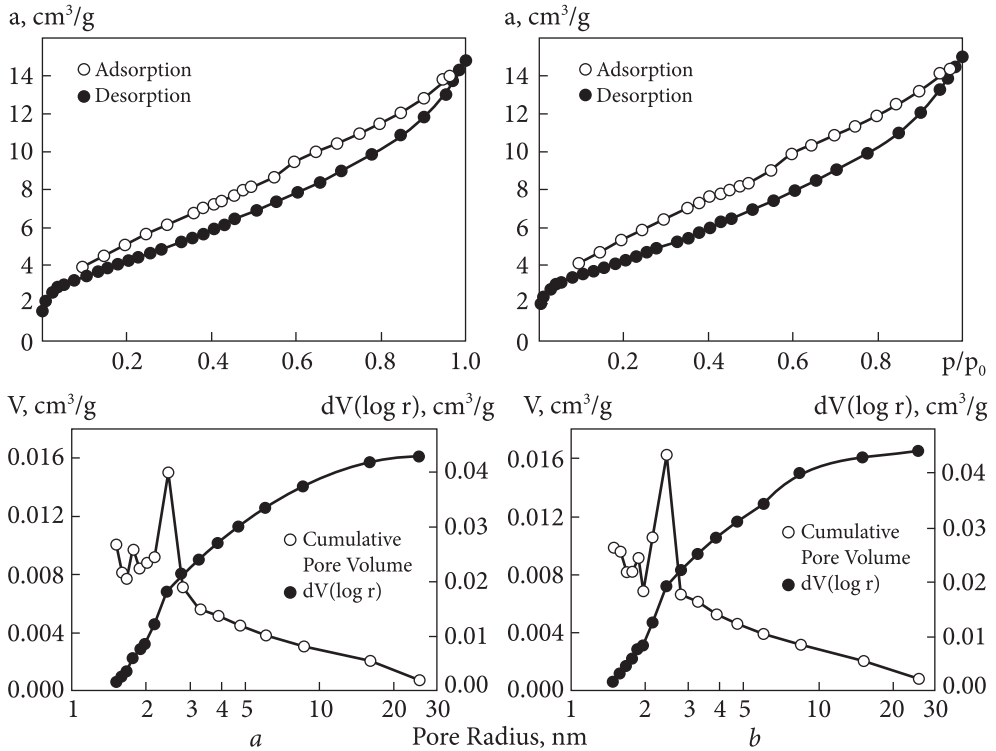 a, cm³/g
a, cm³/g
Adsorption
Desorption
Adsorption
Desorption
14
12
10
8
6
4
2
0
14
12
10
8
6
4
2
0
0.2 0.4 0.6 0.8 1.0
0.2 0.4 0.6 0.8 p/p₀
V, cm³/g dV(log r), cm³/g
V, cm³/g dV(log r), cm³/g
0.016
0.012
0.008
0.004
0.000
Cumulative
Pore Volume
dV(log r)
0.04
0.03
0.02
0.01
0.00
0.016
0.012
0.008
0.004
0.000
Cumulative
Pore Volume
dV(log r)
0.04
0.03
0.02
0.01
0.00
1 2 3 4 5 10 20 30
1 2 3 4 5 10 20 30
a Pore Radius, nm b